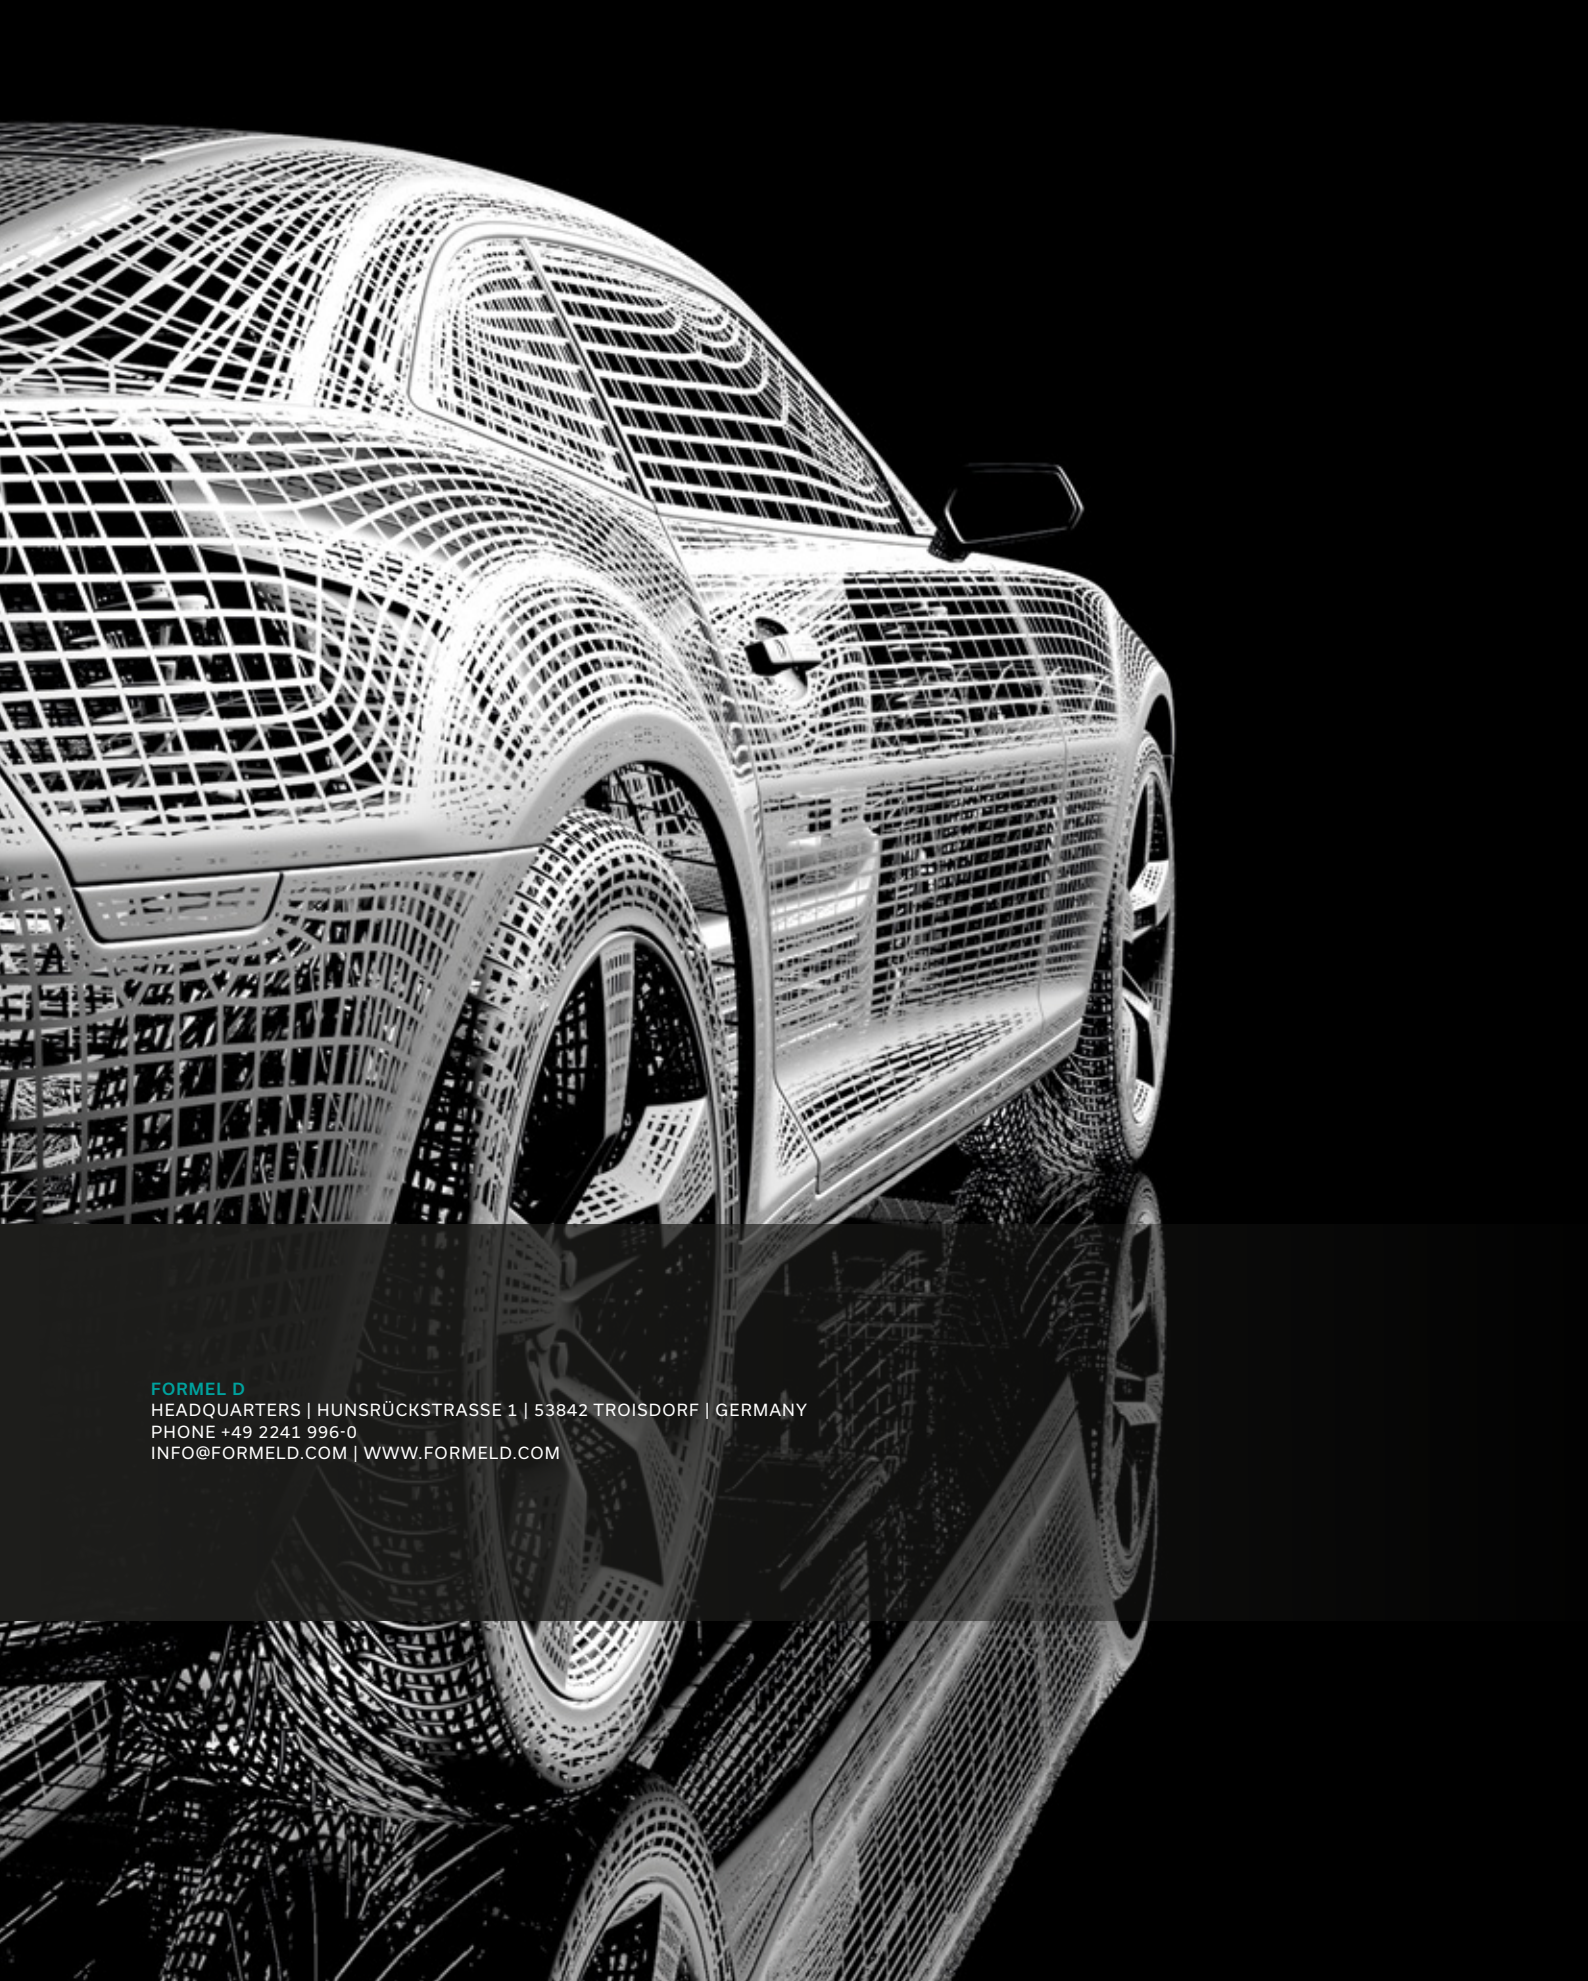 FORMEL D
HEADQUARTERS | HUNSRÜCKSTRASSE 1 | 53842 TROISDORF | GERMANY
PHONE +49 2241 996-0
INFO@FORMELD.COM | WWW.FORMELD.COM